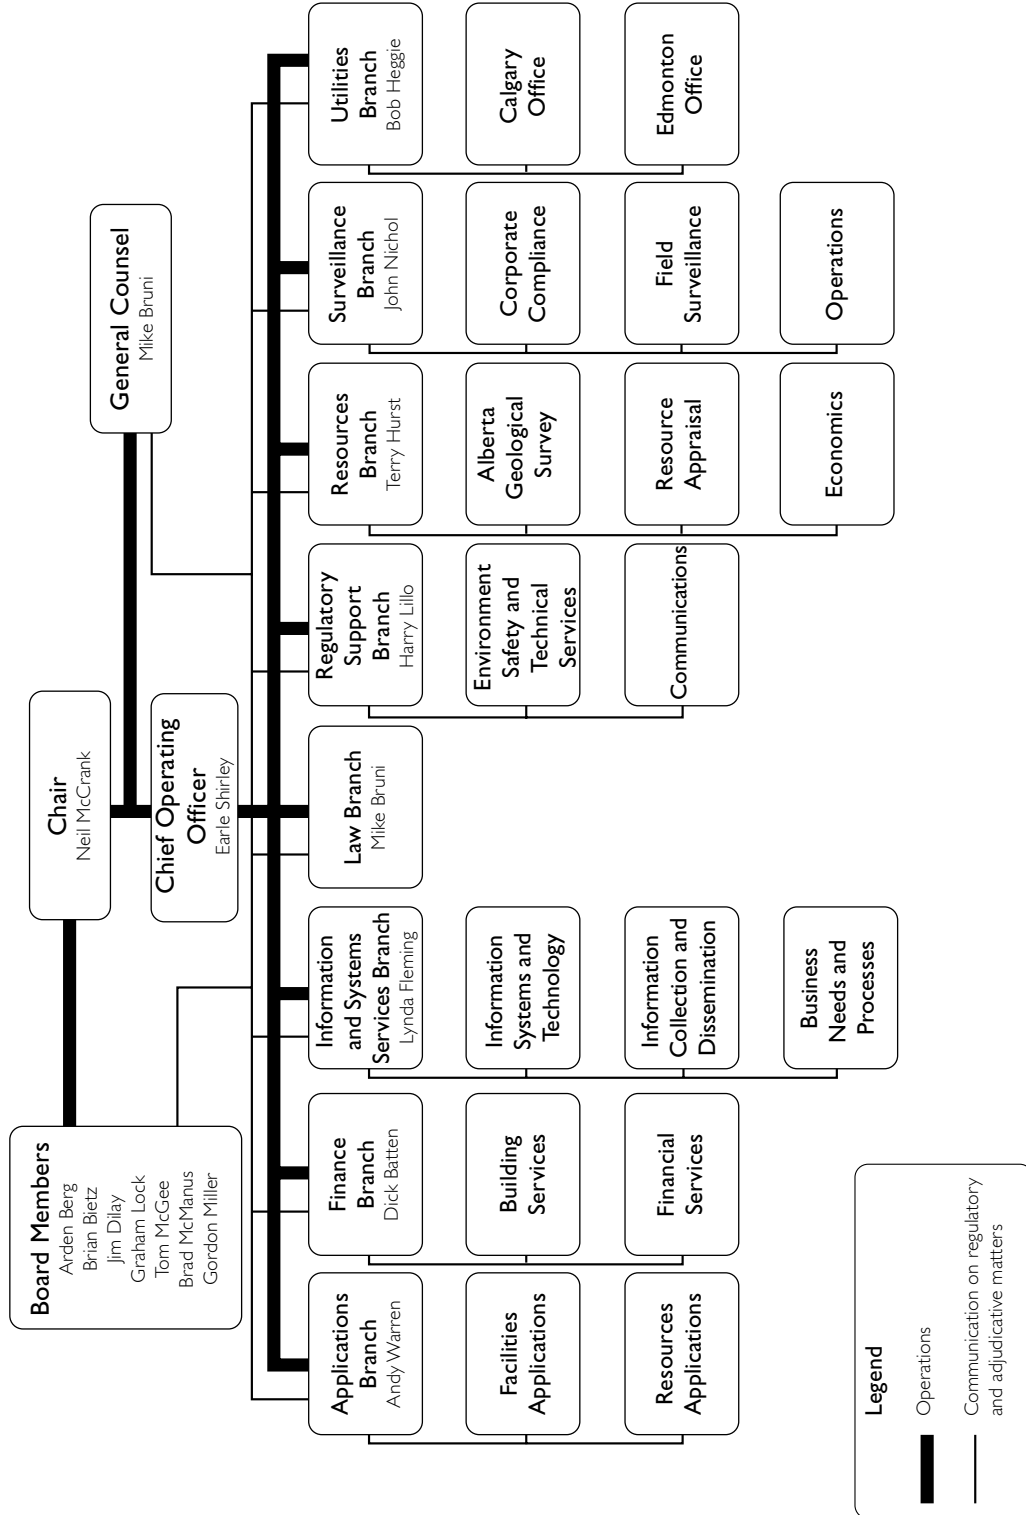 Board Members
Arden Berg
Brian Bietz
Jim Dilay
Graham Lock
Tom McGee
Brad McManus
Gordon Miller
Chair
Neil McCrank
General Counsel
Mike Bruni
Chief Operating
Officer
Earle Shirley
Applications
Branch
Andy Warren
Facilities
Applications
Resources
Applications
Finance
Branch
Dick Batten
Building
Services
Financial
Services
Information
and Systems
Services Branch
Lynda Fleming
Information
Systems and
Technology
Information
Collection and
Dissemination
Business
Needs and
Processes
Law Branch
Mike Bruni
Regulatory
Support
Branch
Harry Lillo
Environment
Safety and
Technical
Services
Communications
Resources
Branch
Terry Hurst
Alberta
Geological
Survey
Resource
Appraisal
Economics
Surveillance
Branch
John Nichol
Corporate
Compliance
Field
Surveillance
Operations
Utilities
Branch
Bob Heggie
Calgary
Office
Edmonton
Office
Legend
Operations
Communication on regulatory
and adjudicative matters